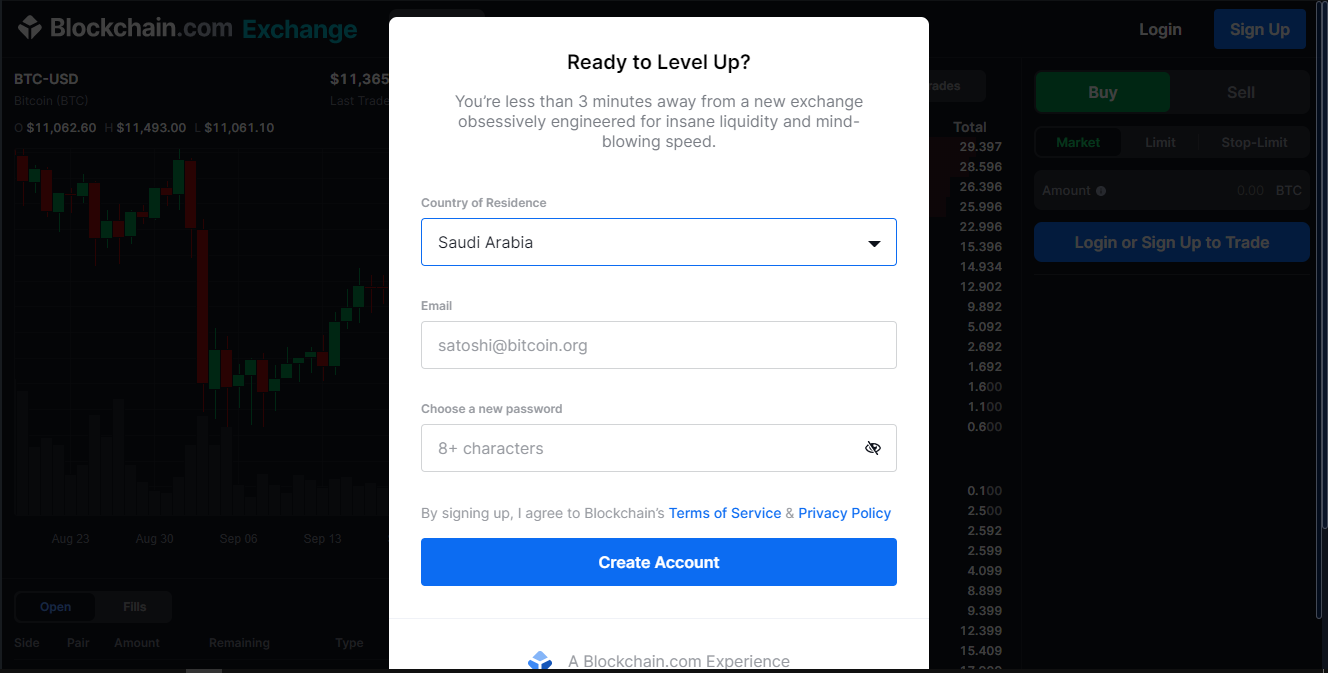 Blockchain.com Exchange
Login
Sign Up
BTC-USD
$11,365
Bitcoin (BTC)
Last Trade
O $11,062.60 H $11,493.00 L $11,061.10
Aug 23 Aug 30 Sep 06 Sep 13
Open Fills
Side Pair Amount Remaining Type
Ready to Level Up?
You're less than 3 minutes away from a new exchange
obsessively engineered for insane liquidity and mind-
blowing speed.
Country of Residence
Saudi Arabia
Email
satoshi@bitcoin.org
Choose a new password
8+ characters
By signing up, I agree to Blockchain's Terms of Service & Privacy Policy
Create Account
A Blockchain.com Experience
rades
Total
29.397
28.596
26.396
25.996
22.996
15.396
14.934
12.902
9.892
5.092
2.692
1.692
1.600
1.100
0.600
0.100
2.500
2.592
2.599
4.099
8.899
9.399
12.399
15.409
Buy Sell
Market Limit Stop-Limit
Amount 0.00 BTC
Login or Sign Up to Trade